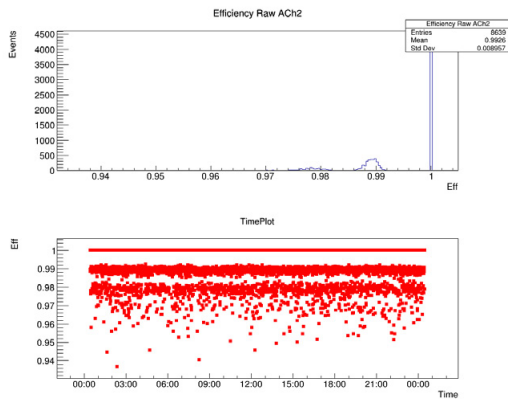 Efficiency Raw ACh2
Efficiency Raw ACh2
Entries 8639
Mean 0.9926
Std Dev 0.008957
Events
4500
4000
3500
3000
2500
2000
1500
1000
500
0
0.94 0.95 0.96 0.97 0.98 0.99 1
Eff
TimePlot
Eff
1
0.99
0.98
0.97
0.96
0.95
0.94
00:00 03:00 06:00 09:00 12:00 15:00 18:00 21:00 00:00
Time